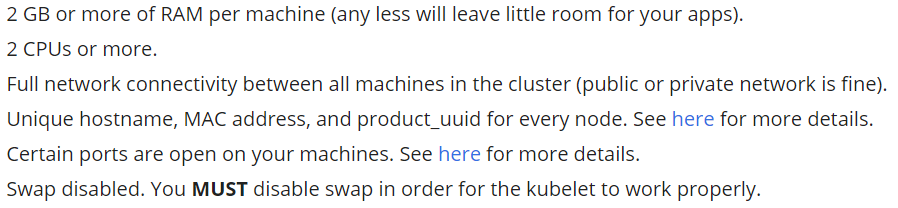 2 GB or more of RAM per machine (any less will leave little room for your apps).
2 CPUs or more.
Full network connectivity between all machines in the cluster (public or private network is fine).
Unique hostname, MAC address, and product_uuid for every node. See here for more details.
Certain ports are open on your machines. See here for more details.
Swap disabled. You MUST disable swap in order for the kubelet to work properly.